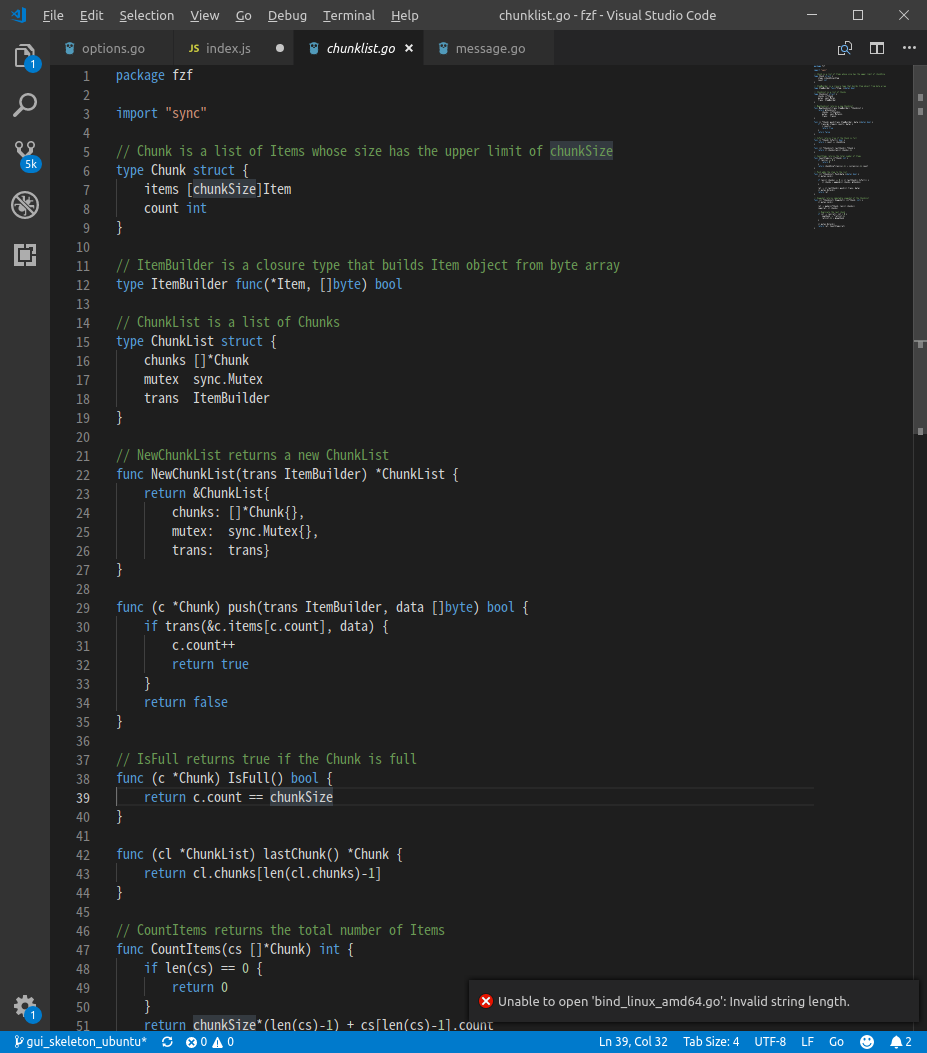 File Edit Selection View Go Debug Terminal Help chunklist.go - fzf - Visual Studio Code
options.go JS index.js chunklist.go message.go
1
5k
1
1 package fzf
2
3 import "sync"
4
5 // Chunk is a list of Items whose size has the upper limit of chunkSize
6 type Chunk struct {
7 items [chunkSize]Item
8 count int
9 }
10
11 // ItemBuilder is a closure type that builds Item object from byte array
12 type ItemBuilder func(*Item, []byte) bool
13
14 // ChunkList is a list of Chunks
15 type ChunkList struct {
16 chunks []*Chunk
17 mutex  sync.Mutex
18 trans  ItemBuilder
19 }
20
21 // NewChunkList returns a new ChunkList
22 func NewChunkList(trans ItemBuilder) *ChunkList {
23 return &ChunkList{
24 chunks: []*Chunk{},
25 mutex:  sync.Mutex{},
26 trans:  trans}
27 }
28
29 func (c *Chunk) push(trans ItemBuilder, data []byte) bool {
30 if trans(&c.items[c.count], data) {
31 c.count++
32 return true
33 }
34 return false
35 }
36
37 // IsFull returns true if the Chunk is full
38 func (c *Chunk) IsFull() bool {
39 return c.count == chunkSize
40 }
41
42 func (cl *ChunkList) lastChunk() *Chunk {
43 return cl.chunks[len(cl.chunks)-1]
44 }
45
46 // CountItems returns the total number of Items
47 func CountItems(cs []*Chunk) int {
48 if len(cs) == 0 {
49 return 0
50 }
51 return chunkSize*(len(cs)-1) + cs[len(cs)-1].count
Unable to open 'bind_linux_amd64.go': Invalid string length.
gui_skeleton_ubuntu* 0 0 Ln 39, Col 32 Tab Size: 4 UTF-8 LF Go 2